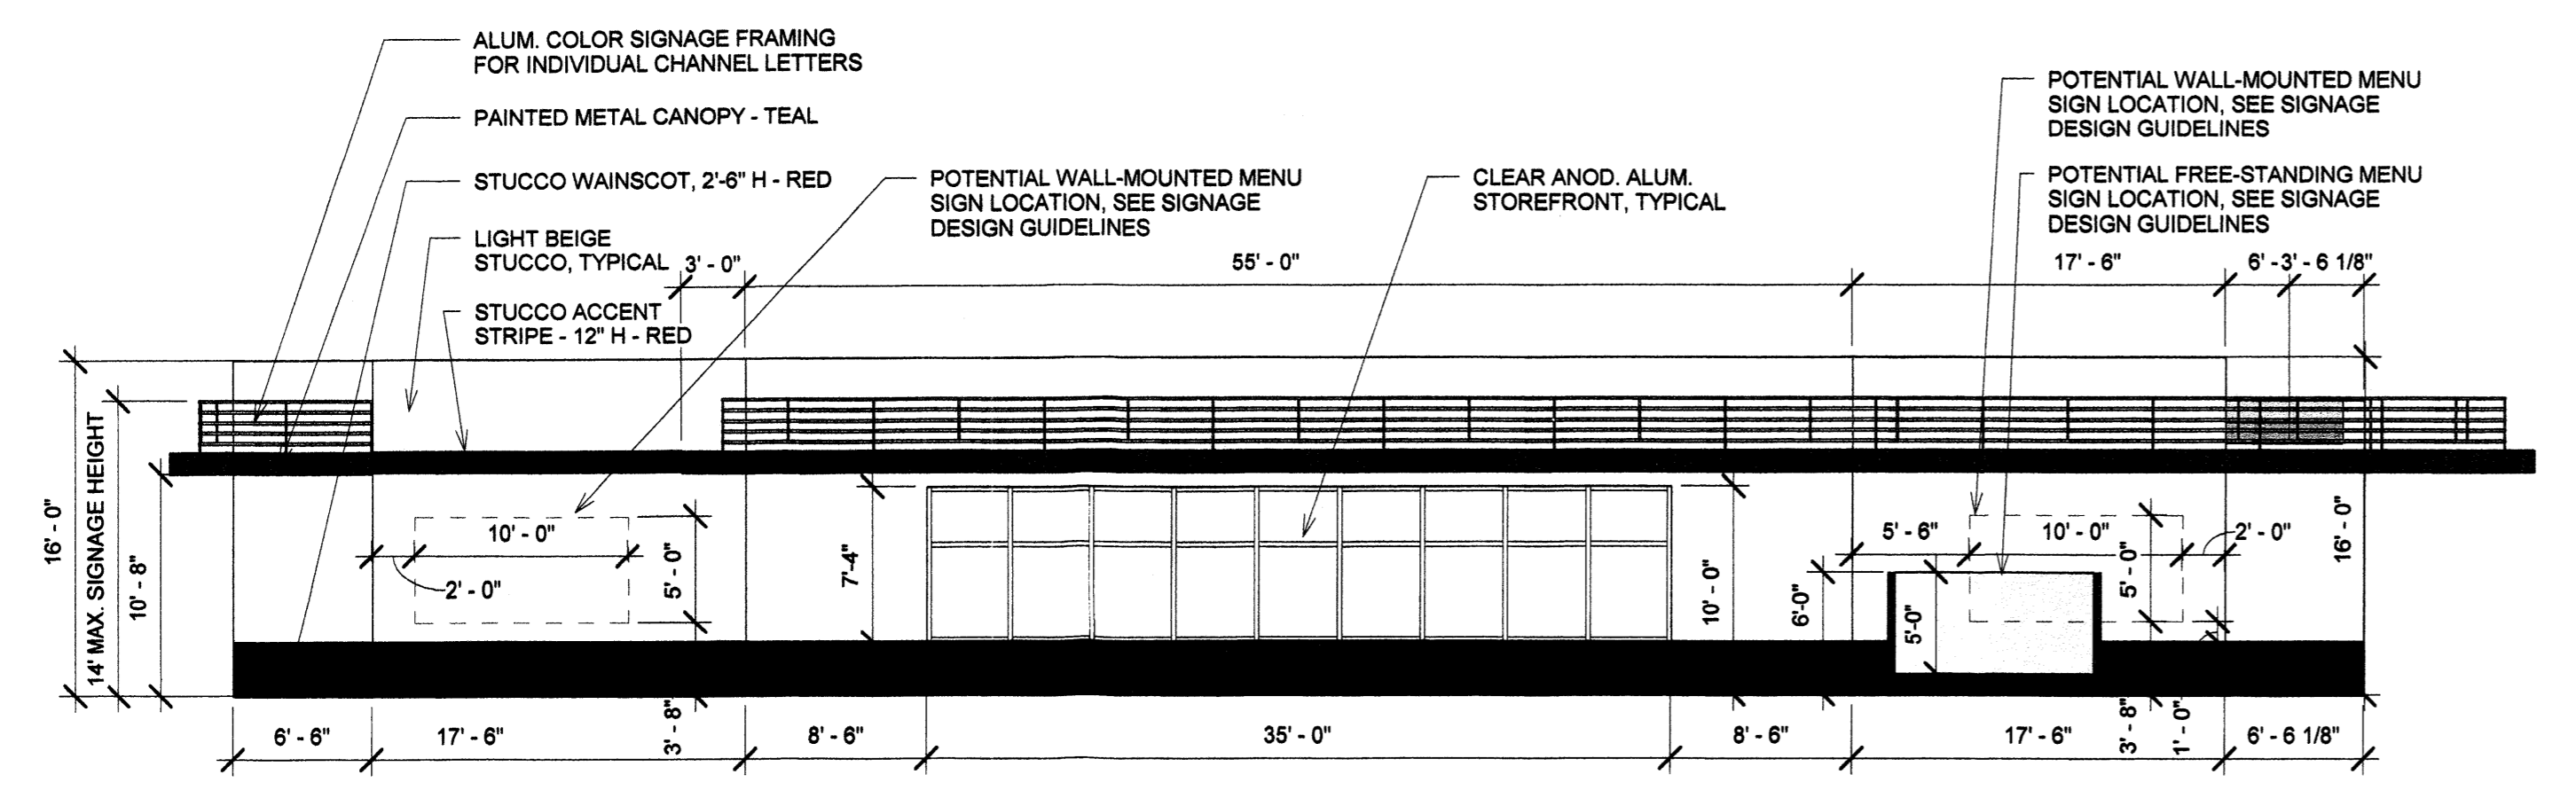 ALUM. COLOR SIGNAGE FRAMING
FOR INDIVIDUAL CHANNEL LETTERS
PAINTED METAL CANOPY - TEAL
STUCCO WAINSCOT, 2'-6" H - RED
LIGHT BEIGE
STUCCO, TYPICAL
STUCCO ACCENT
STRIPE - 12" H - RED
POTENTIAL WALL-MOUNTED MENU
SIGN LOCATION, SEE SIGNAGE
DESIGN GUIDELINES
CLEAR ANOD. ALUM.
STOREFRONT, TYPICAL
POTENTIAL WALL-MOUNTED MENU
SIGN LOCATION, SEE SIGNAGE
DESIGN GUIDELINES
POTENTIAL FREE-STANDING MENU
SIGN LOCATION, SEE SIGNAGE
DESIGN GUIDELINES
3' - 0"
55' - 0"
17' - 6"
6' -3' - 6 1/8"
16' - 0"
14' MAX. SIGNAGE HEIGHT
10' - 8"
10' - 0"
2' - 0"
5' - 0"
7'-4"
10' - 0"
6'-0"
5' - 6"
5'-0"
10' - 0"
5' - 0"
2' - 0"
16' - 0"
6' - 6"
17' - 6"
3' - 8"
8' - 6"
35' - 0"
8' - 6"
17' - 6"
3' - 8"
1' - 0"
6' - 6 1/8"